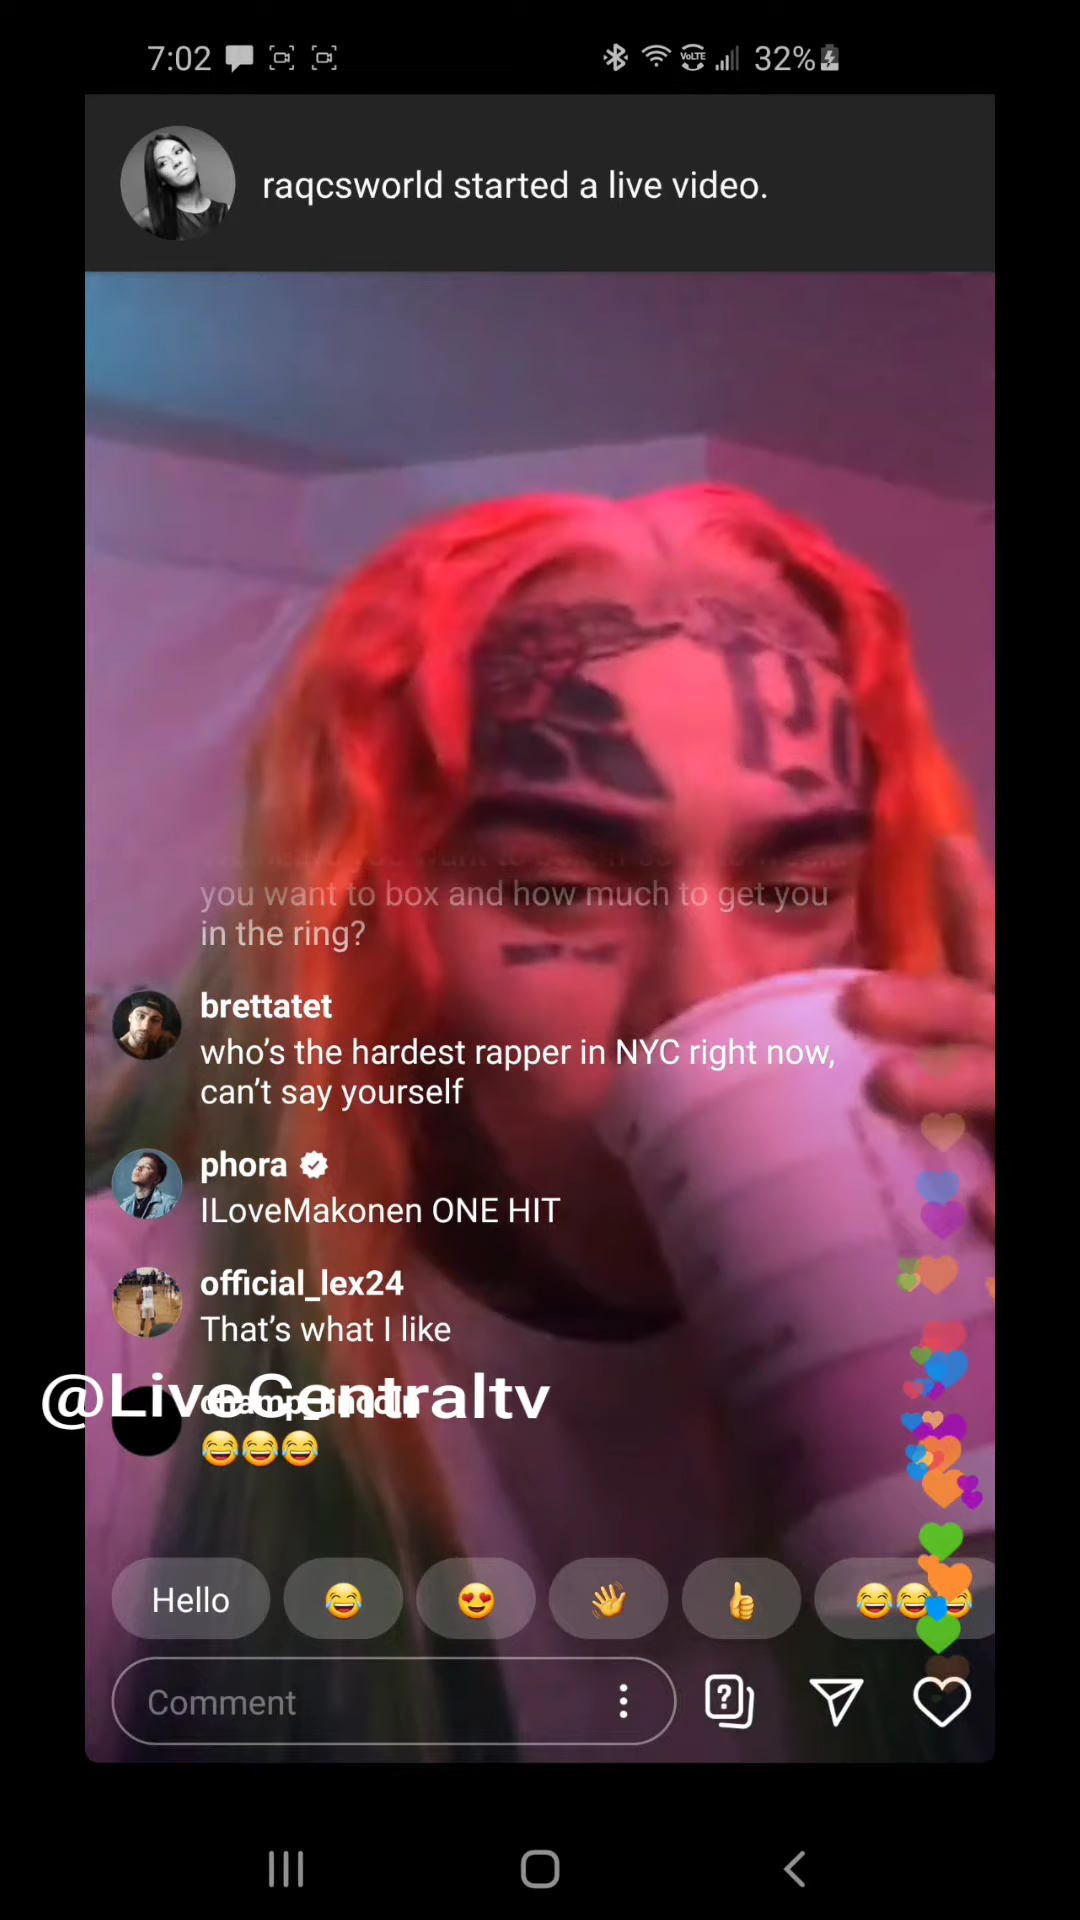 7:02
VoLTE
32%
raqcsworld started a live video.
you want to box and how much to get you
in the ring?
brettatet
who's the hardest rapper in NYC right now,
can't say yourself
phora
ILoveMakonen ONE HIT
official_lex24
That's what I like
@LiveCentraltv
champ_lincoln
😂😂😂
Hello 😂 😍 👋 👍 😂😂😂
Comment